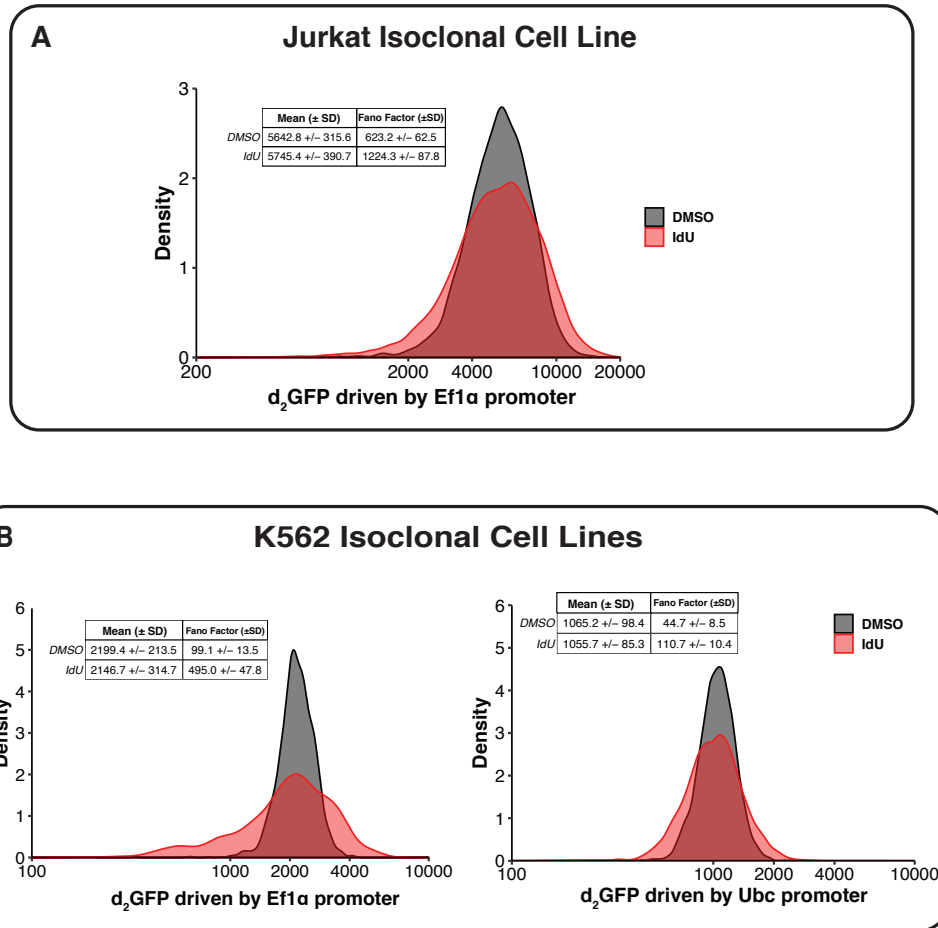 A
Jurkat Isoclonal Cell Line
3
2
1
0
Density
Mean (± SD) Fano Factor (±SD)
DMSO 5642.8 +/− 315.6 623.2 +/− 62.5
IdU 5745.4 +/− 390.7 1224.3 +/− 87.8
DMSO
IdU
200 2000 4000 10000 20000
d2GFP driven by Ef1α promoter
B
K562 Isoclonal Cell Lines
6
5
4
3
2
1
0
Density
Mean (± SD) Fano Factor (±SD)
DMSO 2199.4 +/− 213.5 99.1 +/− 13.5
IdU 2146.7 +/− 314.7 495.0 +/− 47.8
100 1000 2000 4000 10000
d2GFP driven by Ef1α promoter
6
5
4
3
2
1
0
Density
Mean (± SD) Fano Factor (±SD)
DMSO 1065.2 +/− 98.4 44.7 +/− 8.5
IdU 1055.7 +/− 85.3 110.7 +/− 10.4
DMSO
IdU
100 1000 2000 4000 10000
d2GFP driven by Ubc promoter